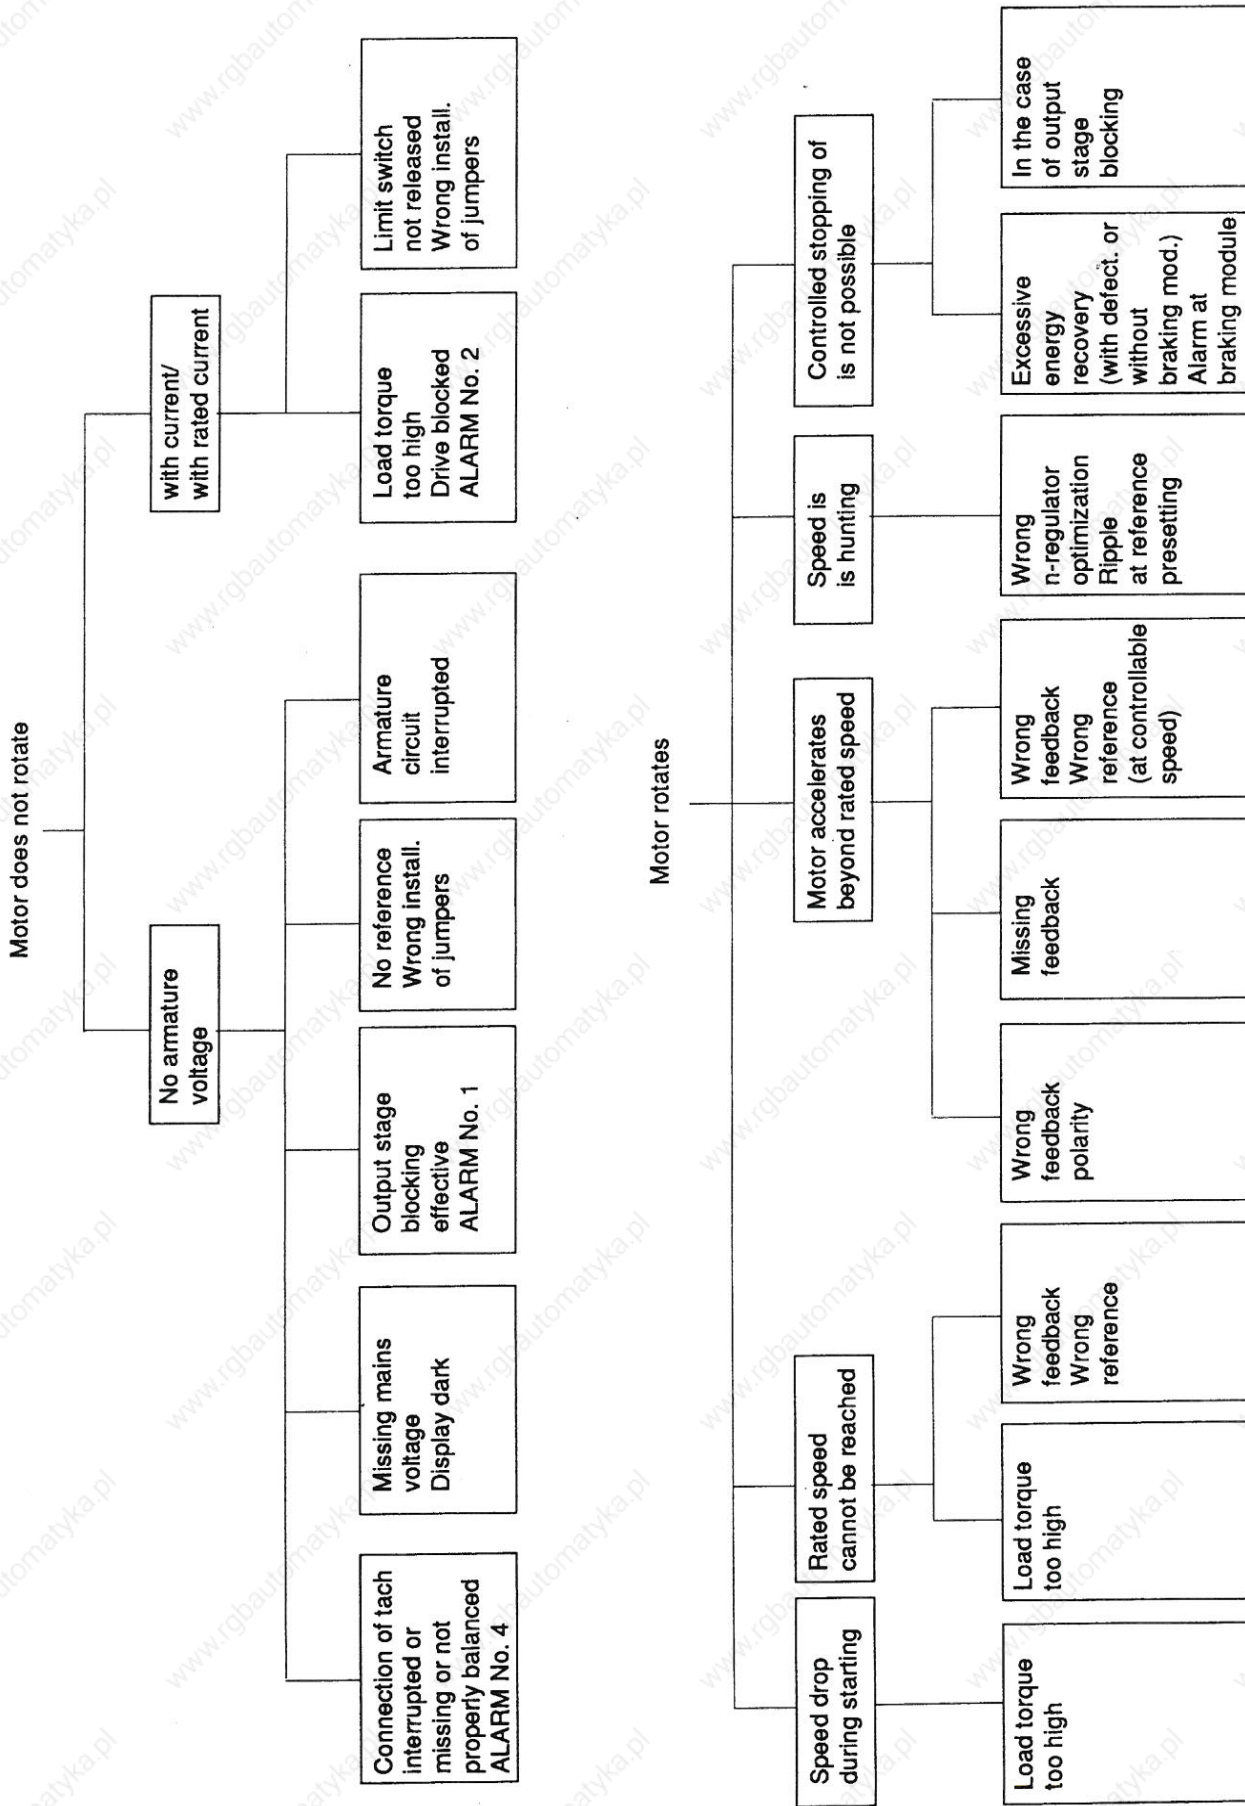 Motor does not rotate
No armature
voltage
with current/
with rated current
Connection of tach
interrupted or
missing or not
properly balanced
ALARM No. 4
Missing mains
voltage
Display dark
Output stage
blocking
effective
ALARM No. 1
No reference
Wrong install.
of jumpers
Armature
circuit
interrupted
Load torque
too high
Drive blocked
ALARM No. 2
Limit switch
not released
Wrong install.
of jumpers
Motor rotates
Speed drop
during starting
Rated speed
cannot be reached
Motor accelerates
beyond rated speed
Speed is
is hunting
Controlled stopping of
is not possible
Load torque
too high
Load torque
too high
Wrong
feedback
Wrong
reference
Wrong
feedback
polarity
Missing
feedback
Wrong
feedback
Wrong
reference
(at controllable
speed)
Wrong
n-regulator
optimization
Ripple
at reference
presetting
Excessive
energy
recovery
(with defect. or
without
braking mod.)
Alarm at
braking module
In the case
of output
stage
blocking
www.rgbautomatyka.pl